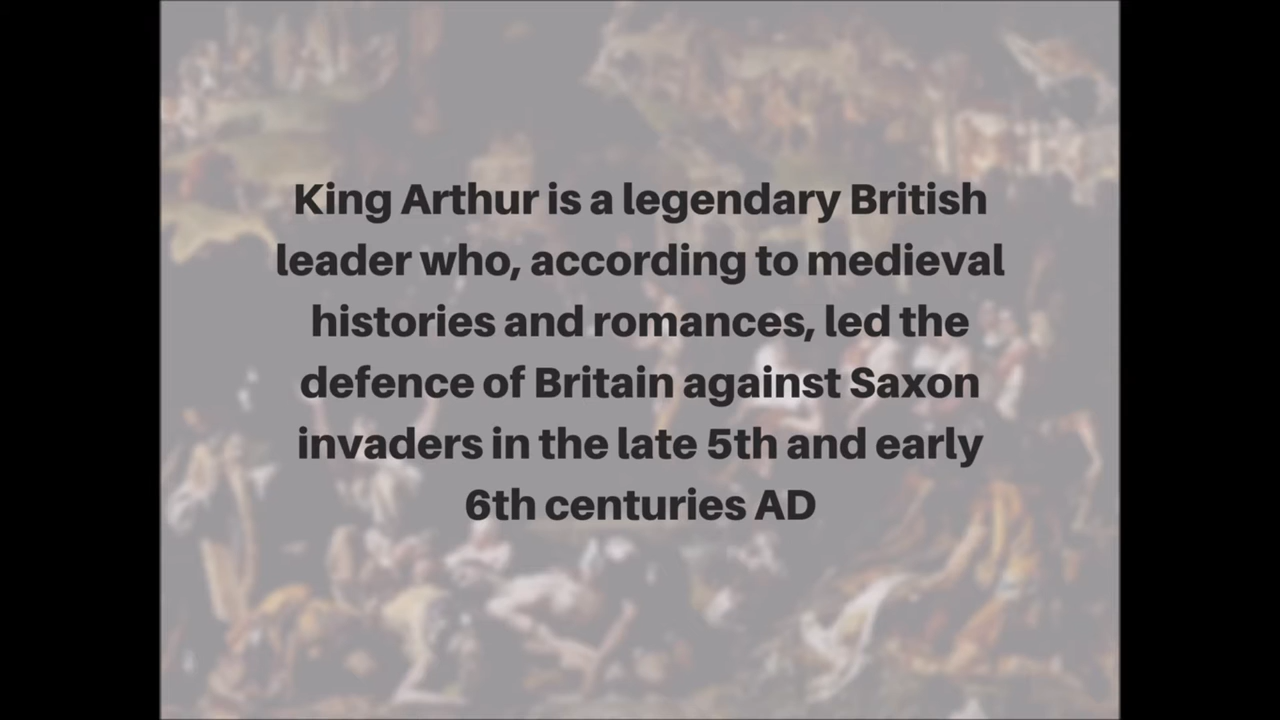 King Arthur is a legendary British
leader who, according to medieval
histories and romances, led the
defence of Britain against Saxon
invaders in the late 5th and early
6th centuries AD